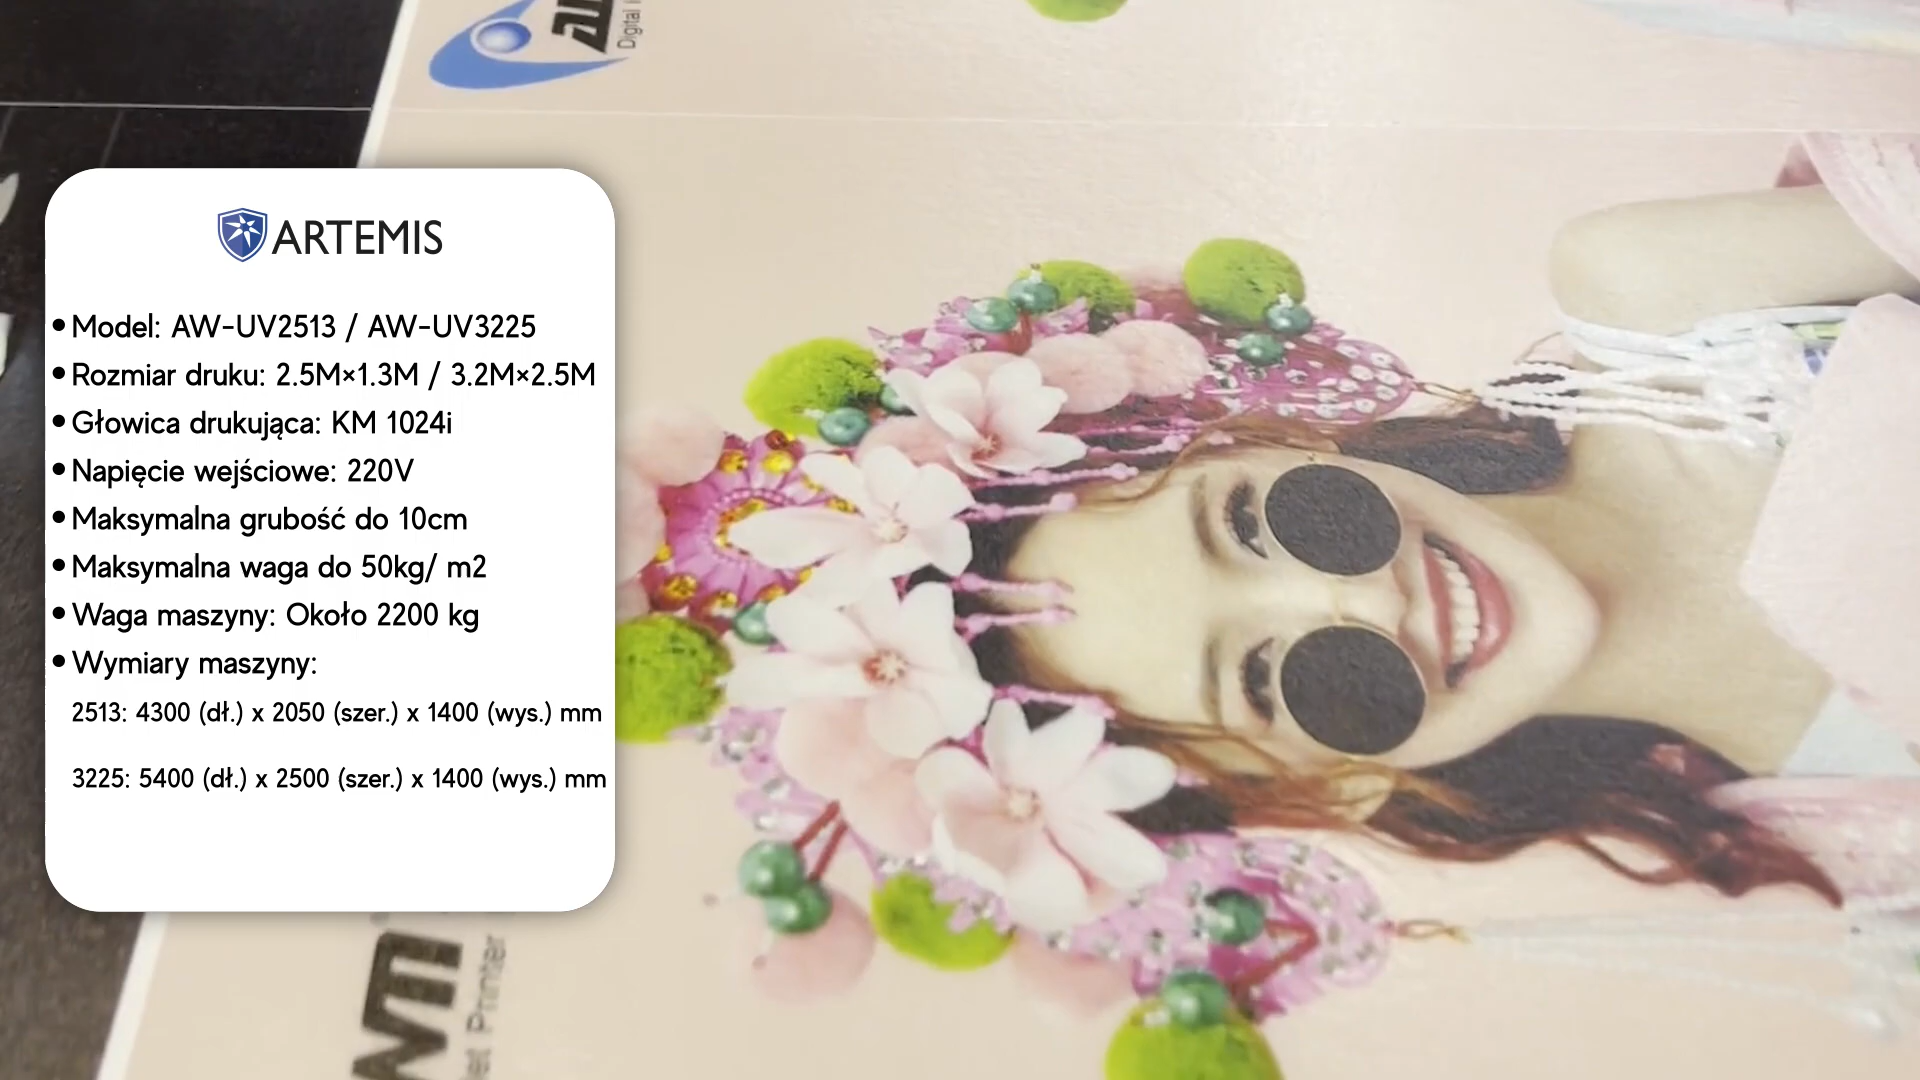 ARTEMIS
• Model: AW-UV2513 / AW-UV3225
• Rozmiar druku: 2.5M×1.3M / 3.2M×2.5M
• Głowica drukująca: KM 1024i
• Napięcie wejściowe: 220V
• Maksymalna grubość do 10cm
• Maksymalna waga do 50kg/ m2
• Waga maszyny: Około 2200 kg
• Wymiary maszyny:
2513: 4300 (dł.) x 2050 (szer.) x 1400 (wys.) mm
3225: 5400 (dł.) x 2500 (szer.) x 1400 (wys.) mm
Digital
Printer